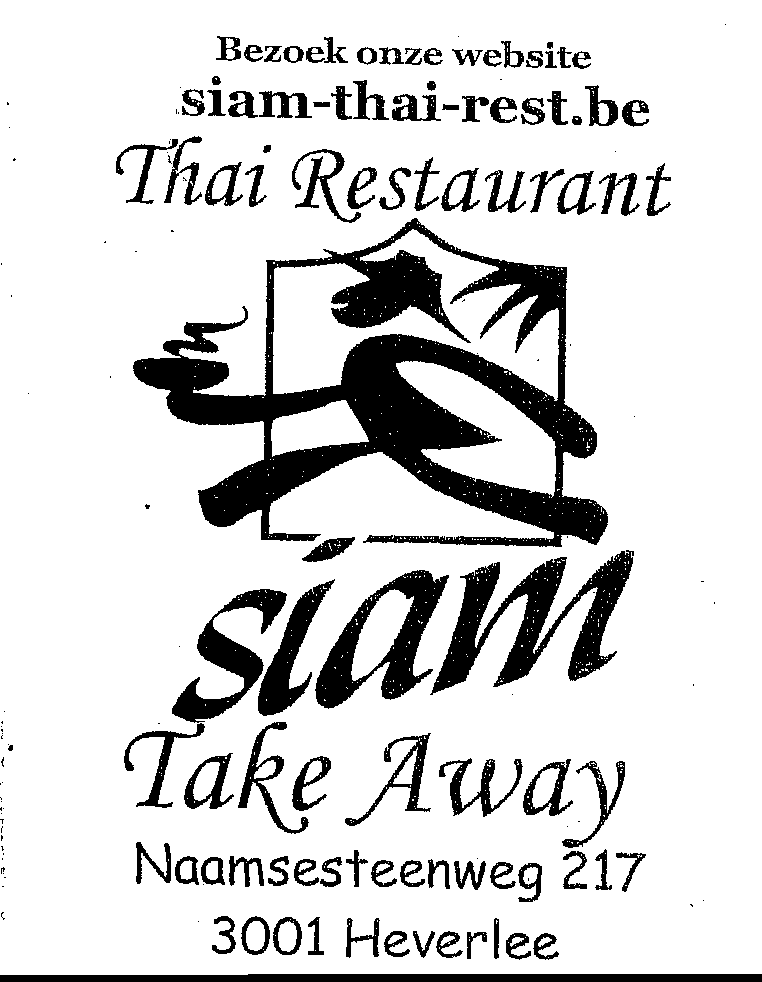 Bezoek onze website
siam-thai-rest.be
Thai Restaurant
siam
Take Away
Naamsesteenweg 217
3001 Heverlee